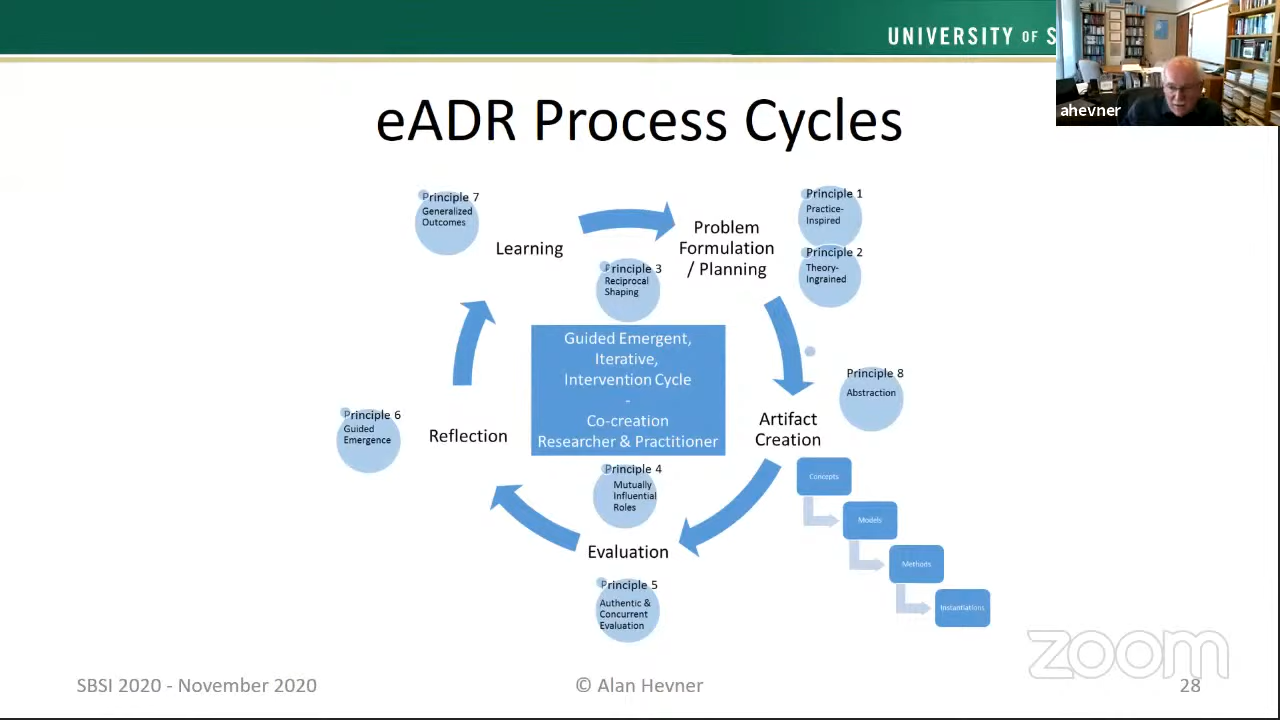 UNIVERSITY OF S
ahevner
eADR Process Cycles
Principle 7
Generalized
Outcomes
Learning
Problem
Formulation
/ Planning
Principle 1
Practice-
Inspired
Principle 2
Theory-
Ingrained
Principle 3
Reciprocal
Shaping
Guided Emergent,
Iterative,
Intervention Cycle
-
Co-creation
Researcher & Practitioner
Principle 8
Abstraction
Artifact
Creation
Principle 6
Guided
Emergence
Reflection
Principle 4
Mutually
Influential
Roles
Evaluation
Principle 5
Authentic &
Concurrent
Evaluation
Concepts
Models
Methods
Instantiations
zoom
SBSI 2020 - November 2020
© Alan Hevner
28